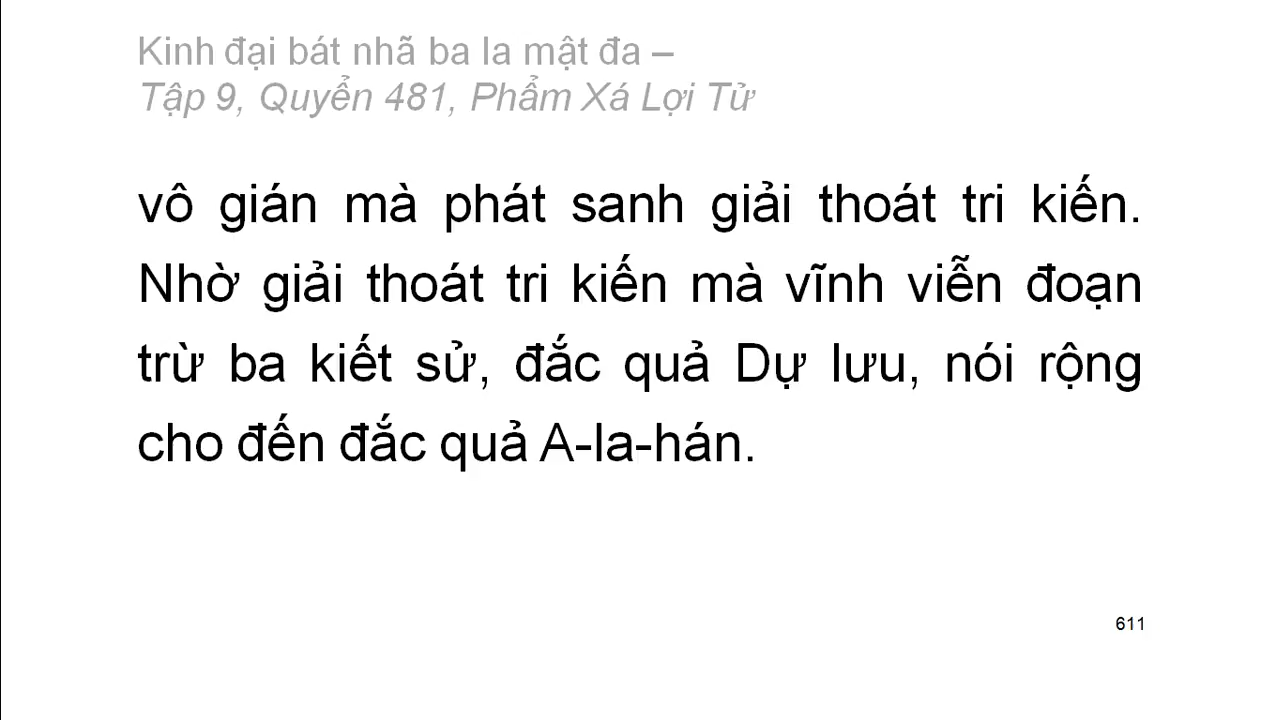 Kinh đại bát nhã ba la mật đa –
Tập 9, Quyển 481, Phẩm Xá Lợi Tử
vô gián mà phát sanh giải thoát tri kiến.
Nhờ giải thoát tri kiến mà vĩnh viễn đoạn
trừ ba kiết sử, đắc quả Dự lưu, nói rộng
cho đến đắc quả A-la-hán.
611